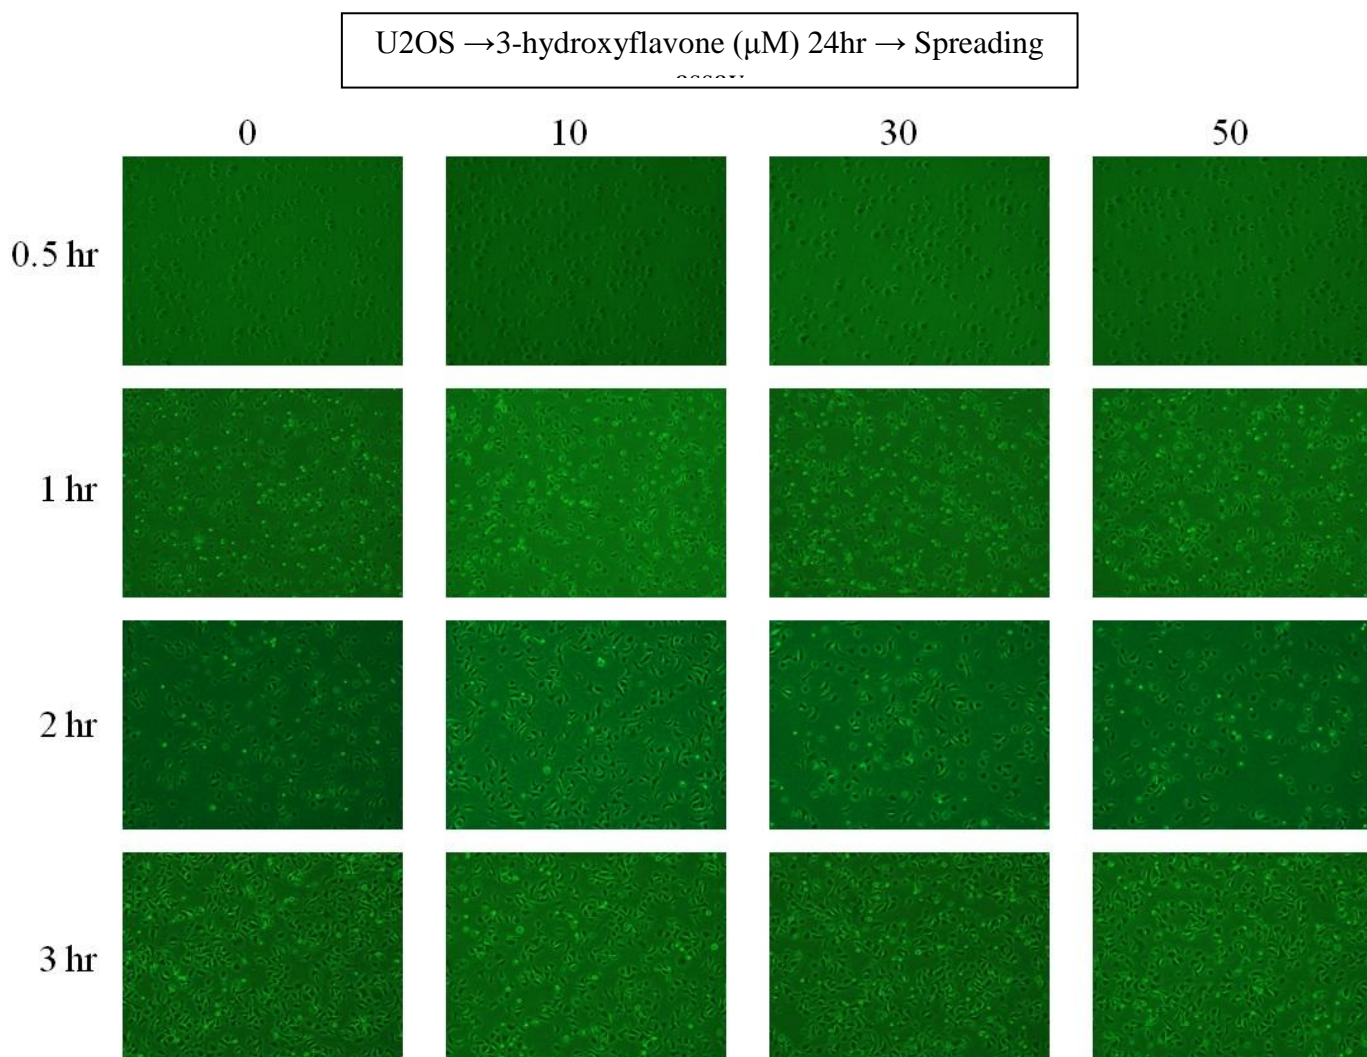 U2OS →3-hydroxyflavone (μM) 24hr → Spreading
0 10 30 50
0.5 hr
1 hr
2 hr
3 hr